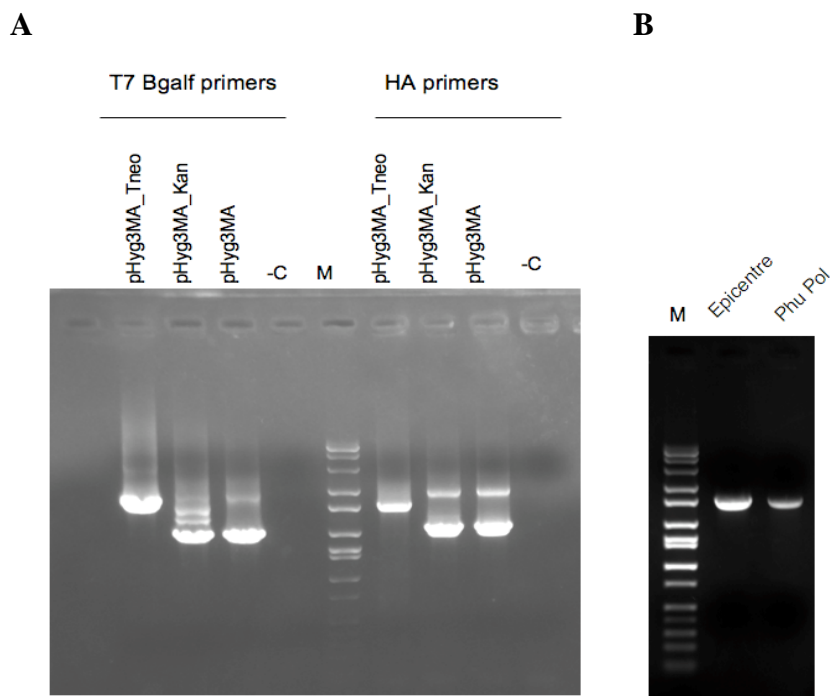 A
B
T7 Bgalf primers
HA primers
pHyg3MA_Tneo
pHyg3MA_Kan
pHyg3MA
-C
M
pHyg3MA_Tneo
pHyg3MA_Kan
pHyg3MA
-C
M
Epicentre
Phu Pol